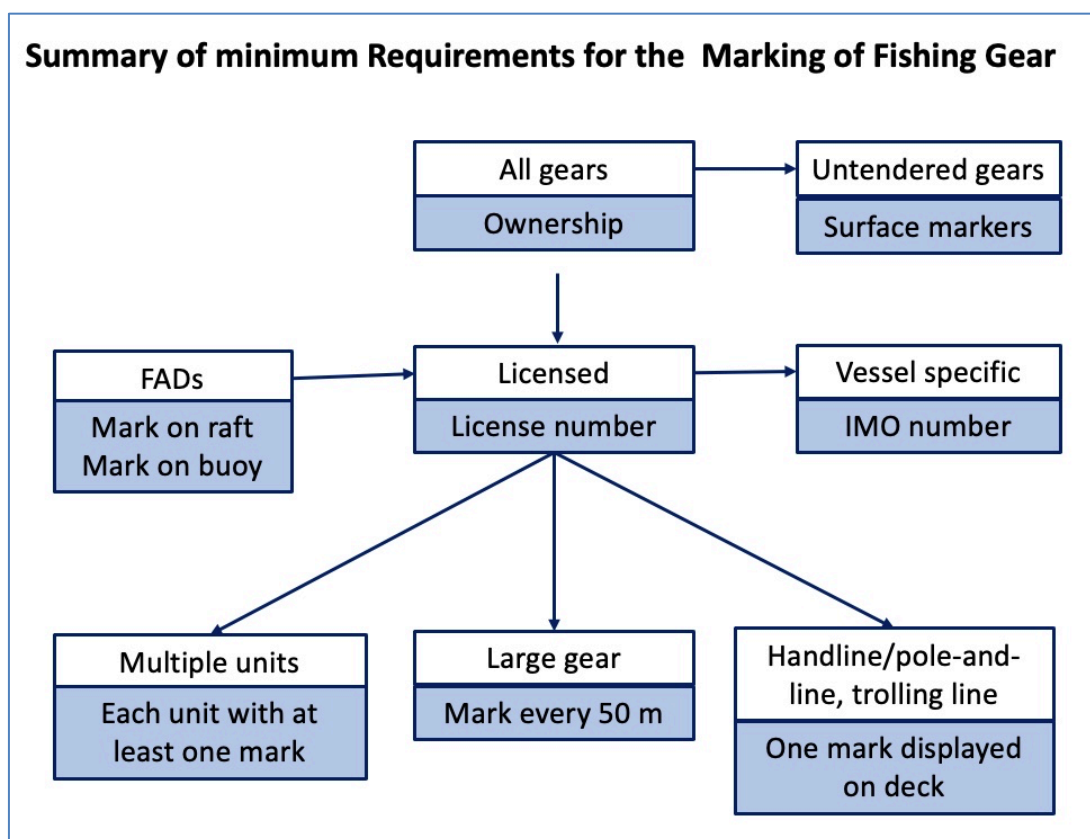 Summary of minimum Requirements for the Marking of Fishing Gear
All gears
Ownership
Untendered gears
Surface markers
FADs
Mark on raft
Mark on buoy
Licensed
License number
Vessel specific
IMO number
Multiple units
Each unit with at
least one mark
Large gear
Mark every 50 m
Handline/pole-and-
line, trolling line
One mark displayed
on deck